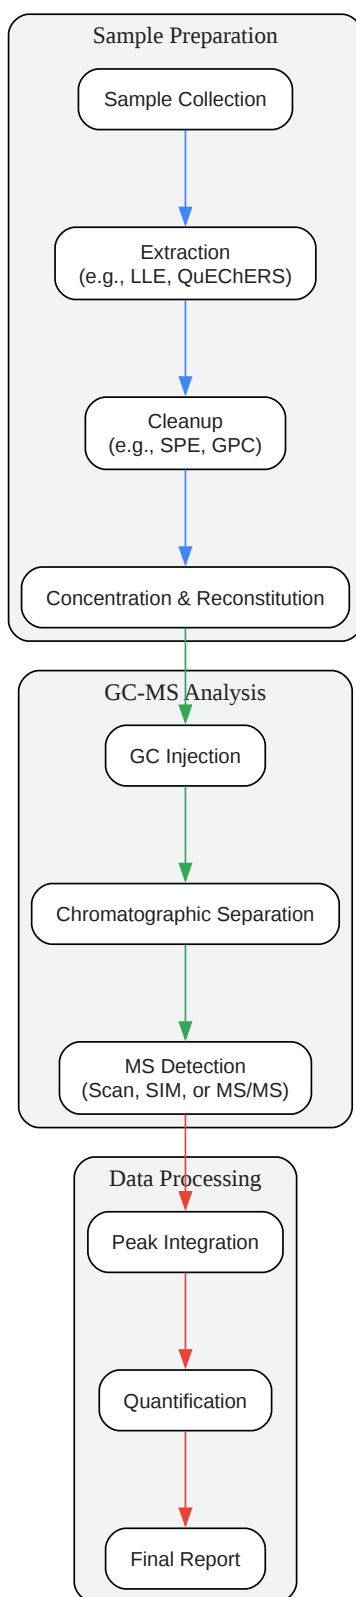 Sample Preparation
Sample Collection
Extraction
(e.g., LLE, QuEChERS)
Cleanup
(e.g., SPE, GPC)
Concentration & Reconstitution
GC-MS Analysis
GC Injection
Chromatographic Separation
MS Detection
(Scan, SIM, or MS/MS)
Data Processing
Peak Integration
Quantification
Final Report